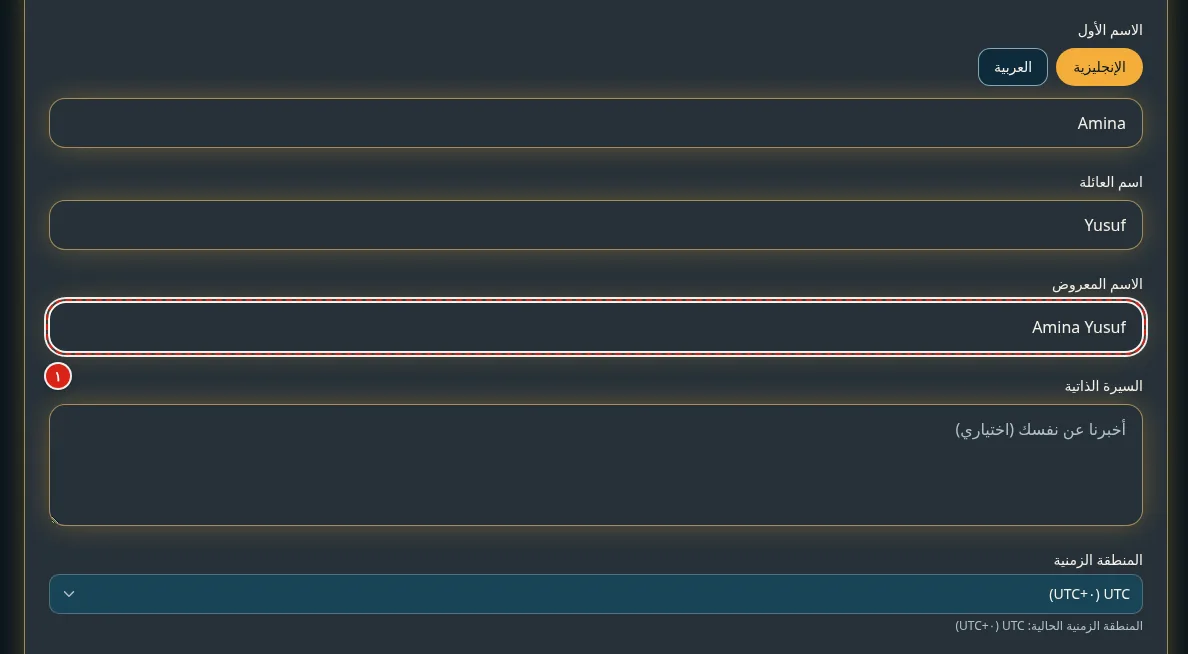 الاسم الأول
الإنجليزية العربية
Amina
اسم العائلة
Yusuf
الاسم المعروض
Amina Yusuf
١
السيرة الذاتية
أخبرنا عن نفسك (اختياري)
المنطقة الزمنية
UTC (UTC+٠)
المنطقة الزمنية الحالية: UTC (UTC+٠)